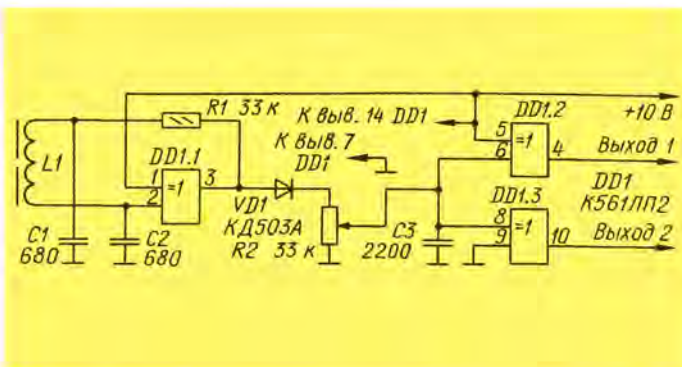 R1 33 к
К выв. 14 DD1
DD1.2
+10 В
К выв. 7
DD1
5
6
=1
4
Выход 1
L1
DD1.1
1
2
=1
3
VD1
КД503А
R2 33 к
DD1.3
DD1
К561ЛП2
8
9
=1
10
Выход 2
C1
680
C2
680
C3
2200